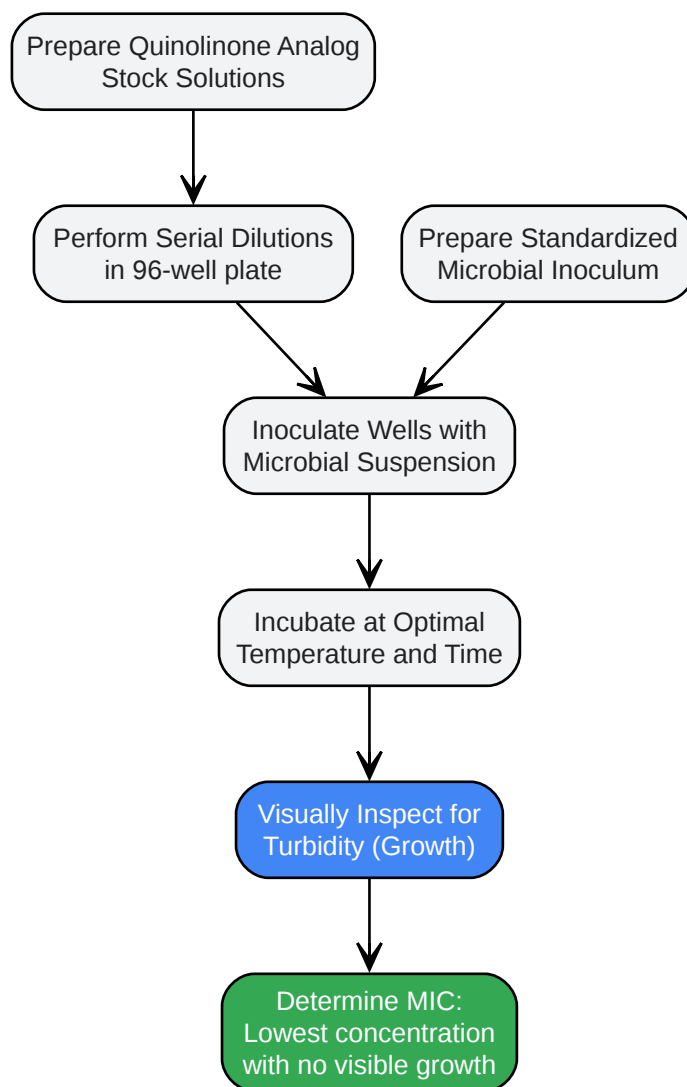 Prepare Quinolinone Analog
Stock Solutions
Perform Serial Dilutions
in 96-well plate
Prepare Standardized
Microbial Inoculum
Inoculate Wells with
Microbial Suspension
Incubate at Optimal
Temperature and Time
Visually Inspect for
Turbidity (Growth)
Determine MIC:
Lowest concentration
with no visible growth